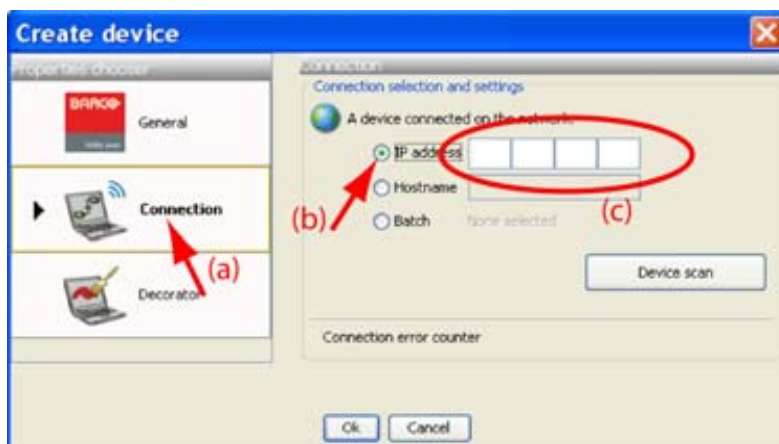 Create device
Properties chooser
BARCO
General
Connection
(a)
Decorator
Connection
Connection selection and settings
A device connected on the network:
IP address
(b)
Hostname
(c)
Batch
None selected
Device scan
Connection error counter
Ok
Cancel